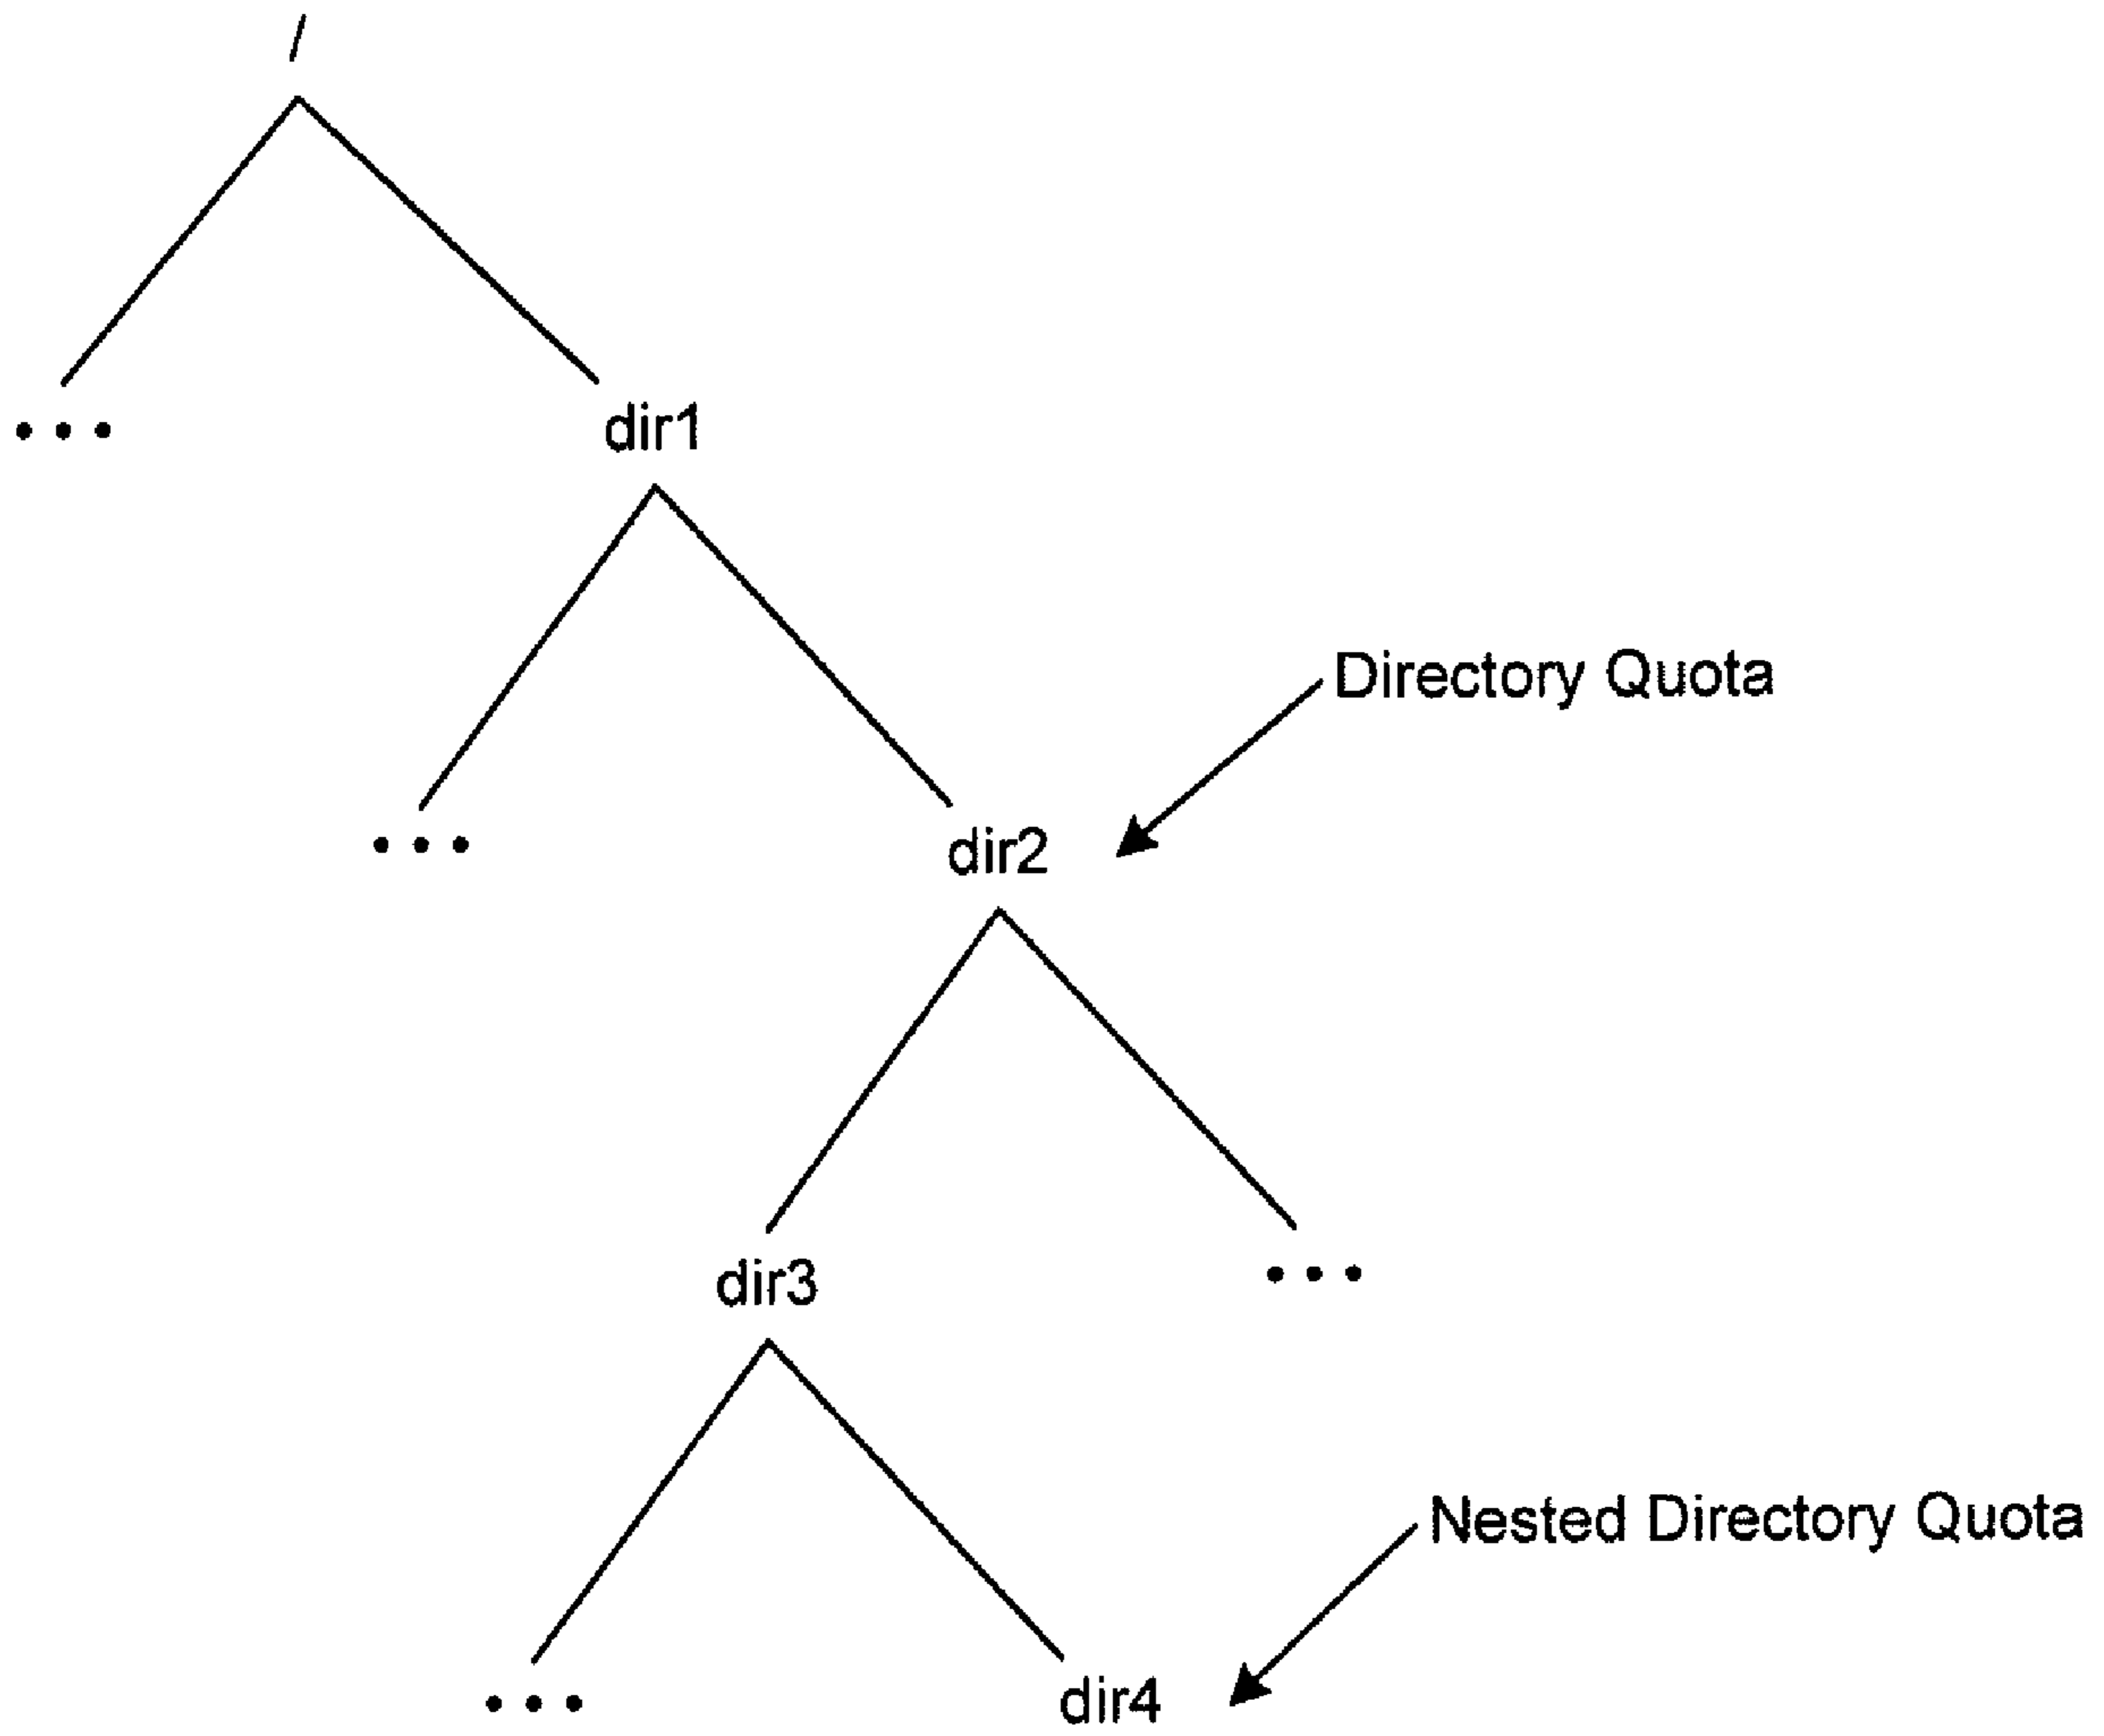 /
... dir1
Directory Quota
... dir2
dir3 ...
Nested Directory Quota
... dir4